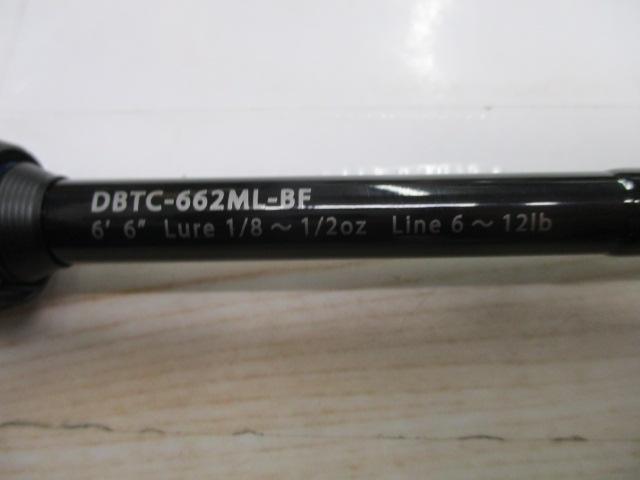 DBTC-662ML-BF
6' 6" Lure 1/8～1/2oz Line 6～12lb